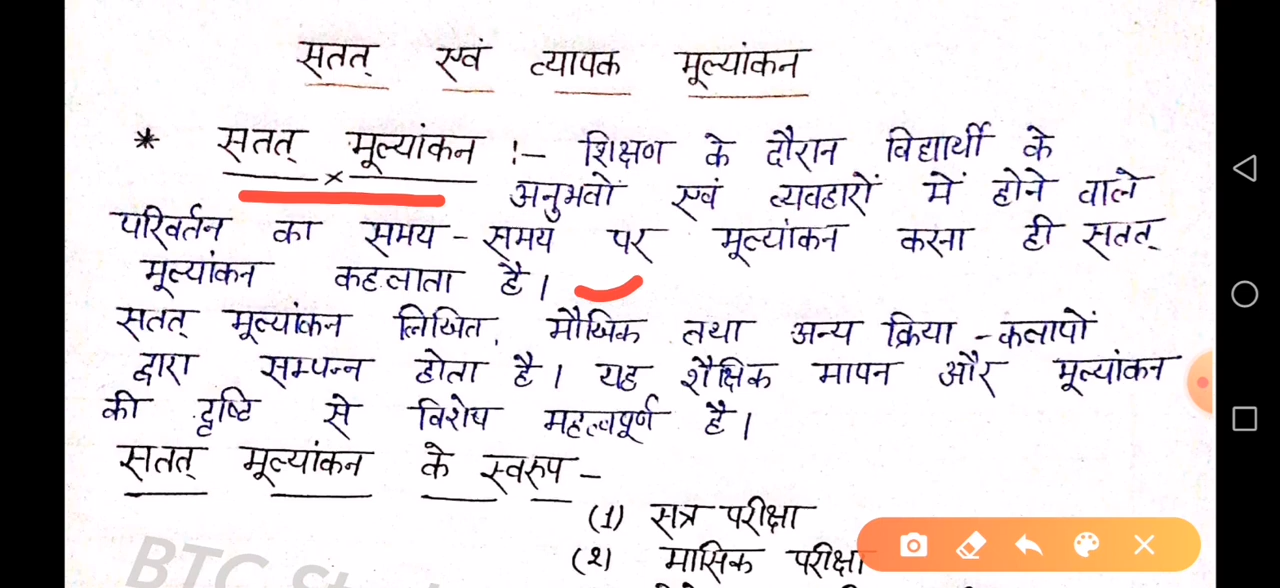 सतत् एवं व्यापक मूल्यांकन
* सतत् मूल्यांकन :- शिक्षण के दौरान विद्यार्थी के
अनुभवों एवं व्यवहारों में होने वाले
परिवर्तन का समय-समय पर मूल्यांकन करना ही सतत्
मूल्यांकन कहलाता है।
सतत् मूल्यांकन लिखित, मौखिक तथा अन्य क्रिया-कलापों
द्वारा सम्पन्न होता है। यह शैक्षिक मापन और मूल्यांकन
की दृष्टि से विशेष महत्वपूर्ण है।
सतत् मूल्यांकन के स्वरुप -
(1) सत्र परीक्षा
(२) मासिक परीक्षा
BTC